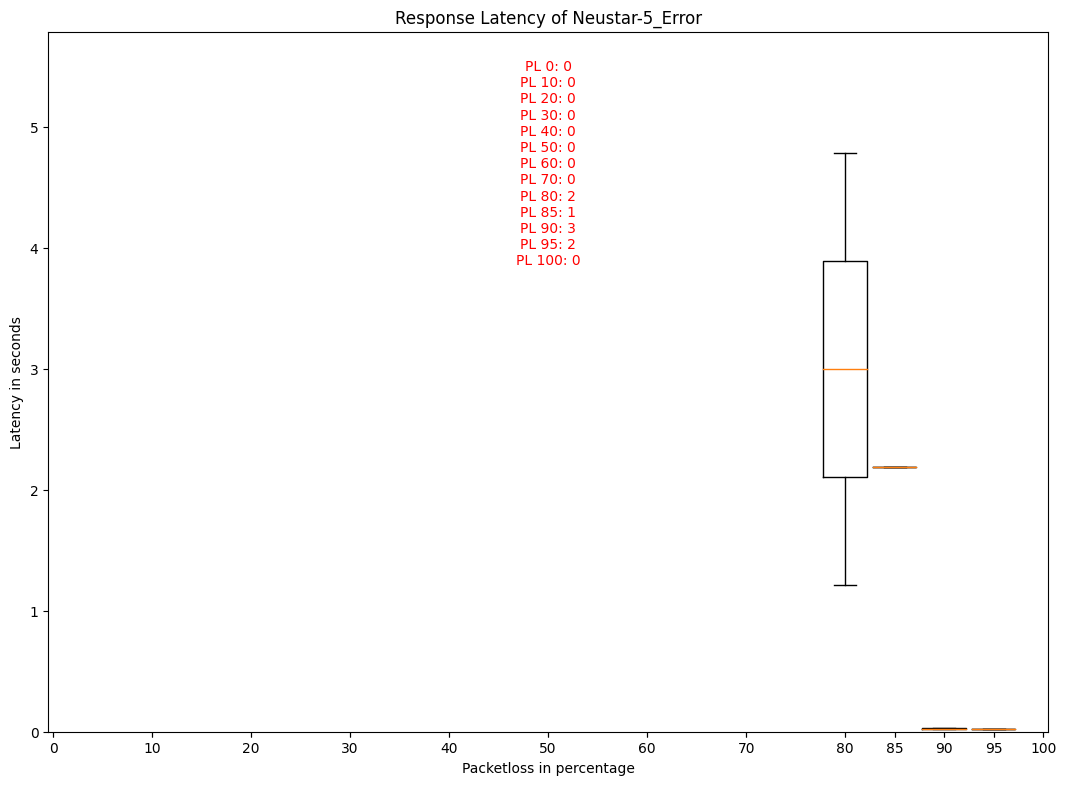 Response Latency of Neustar-5_Error
PL 0: 0
PL 10: 0
PL 20: 0
PL 30: 0
PL 40: 0
PL 50: 0
PL 60: 0
PL 70: 0
PL 80: 2
PL 85: 1
PL 90: 3
PL 95: 2
PL 100: 0
Latency in seconds
5
4
3
2
1
0
0 10 20 30 40 50 60 70 80 85 90 95 100
Packetloss in percentage